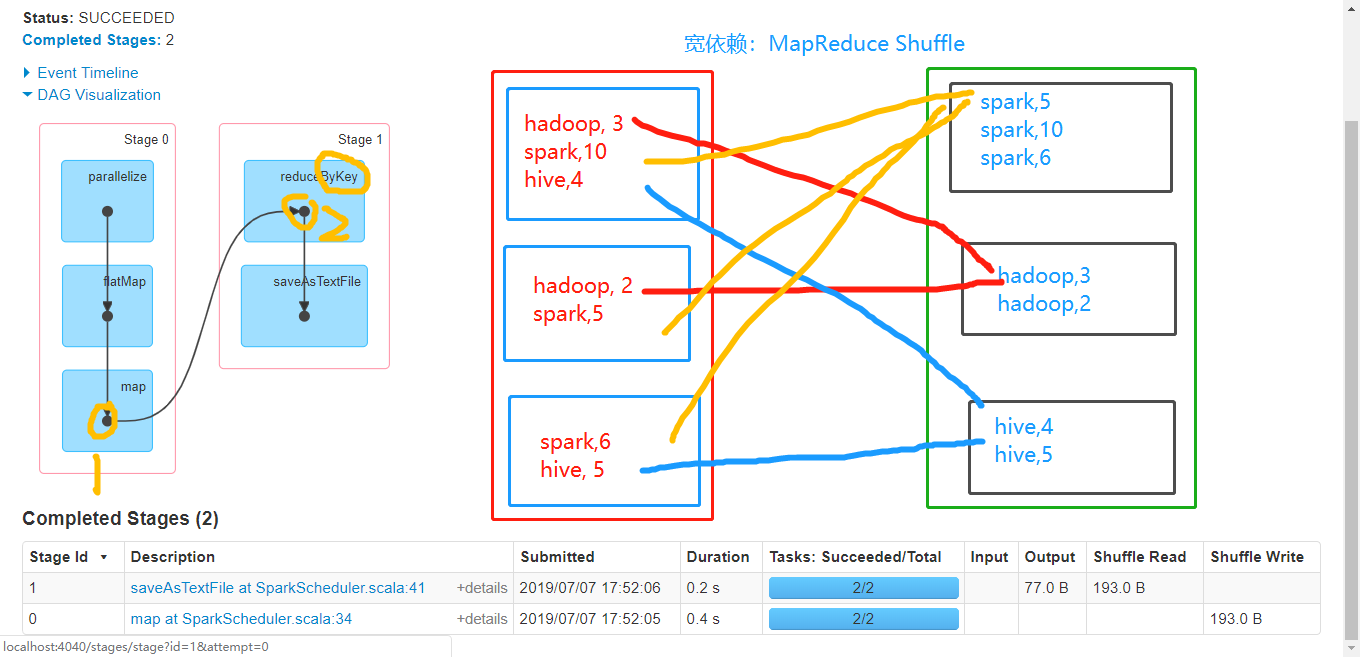 Status: SUCCEEDED
Completed Stages: 2
Event Timeline
DAG Visualization
Stage 0
parallelize
flatMap
map
1
Stage 1
reduceByKey
2
saveAsTextFile
宽依赖：MapReduce Shuffle
hadoop, 3
spark,10
hive,4
hadoop, 2
spark,5
spark,6
hive, 5
spark,5
spark,10
spark,6
hadoop,3
hadoop,2
hive,4
hive,5
Completed Stages (2)
Stage Id Description Submitted Duration Tasks: Succeeded/Total Input Output Shuffle Read Shuffle Write
1 saveAsTextFile at SparkScheduler.scala:41 +details 2019/07/07 17:52:06 0.2 s 2/2 77.0 B 193.0 B
0 map at SparkScheduler.scala:34 +details 2019/07/07 17:52:05 0.4 s 2/2 193.0 B
localhost:4040/stages/stage?id=1&attempt=0